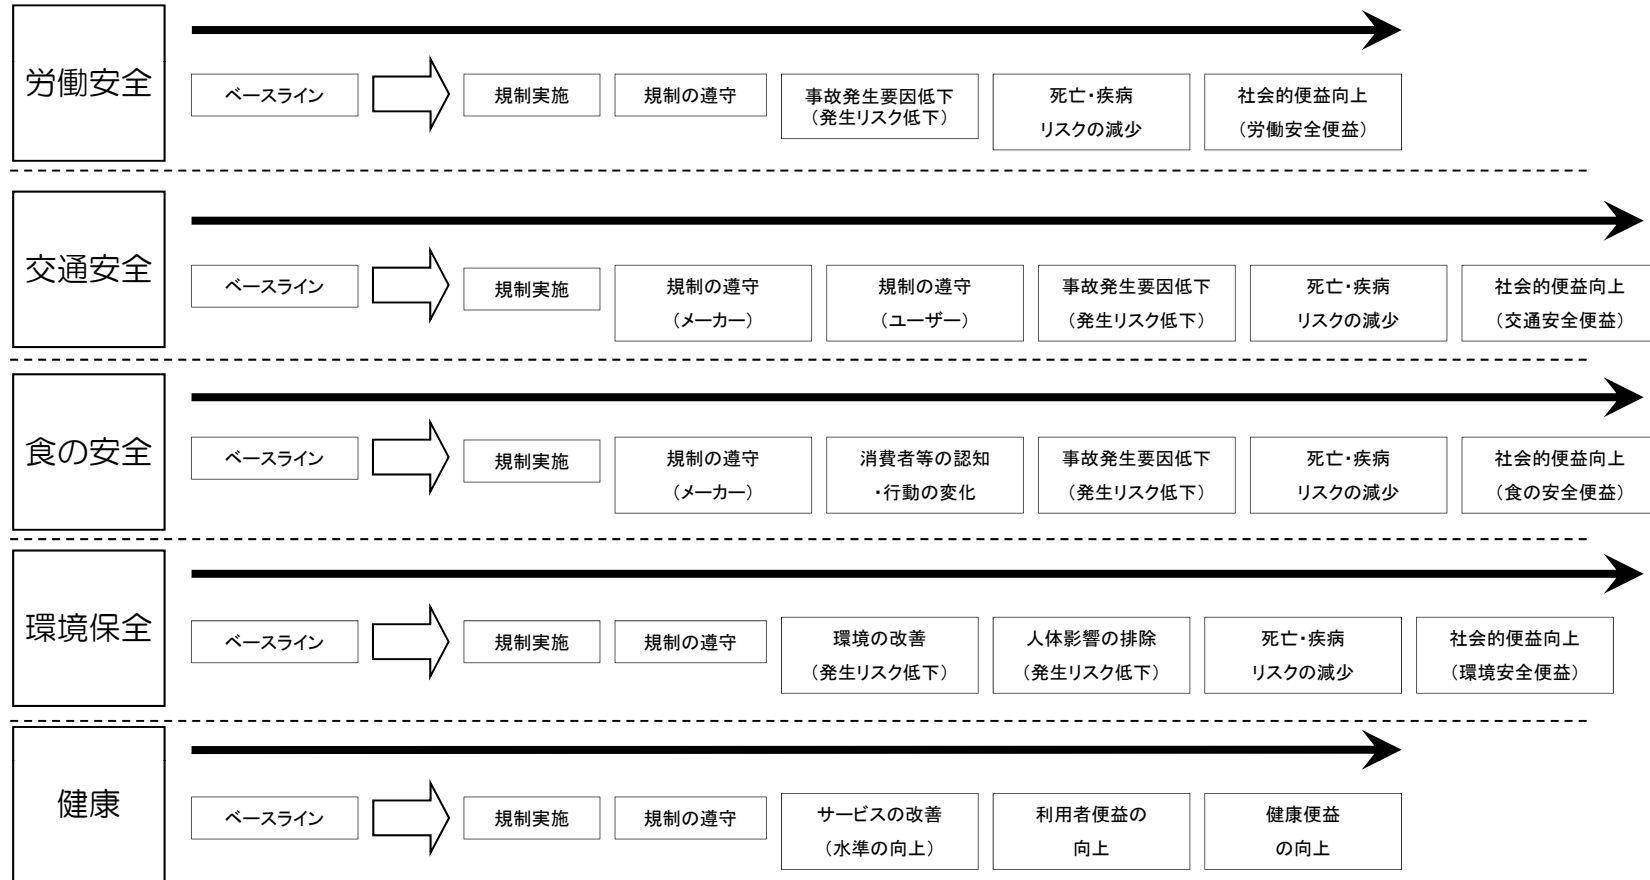 労働安全
ベースライン
規制実施
規制の遵守
事故発生要因低下
（発生リスク低下）
死亡・疾病
リスクの減少
社会的便益向上
（労働安全便益）
交通安全
ベースライン
規制実施
規制の遵守
（メーカー）
規制の遵守
（ユーザー）
事故発生要因低下
（発生リスク低下）
死亡・疾病
リスクの減少
社会的便益向上
（交通安全便益）
食の安全
ベースライン
規制実施
規制の遵守
（メーカー）
消費者等の認知
・行動の変化
事故発生要因低下
（発生リスク低下）
死亡・疾病
リスクの減少
社会的便益向上
（食の安全便益）
環境保全
ベースライン
規制実施
規制の遵守
環境の改善
（発生リスク低下）
人体影響の排除
（発生リスク低下）
死亡・疾病
リスクの減少
社会的便益向上
（環境安全便益）
健康
ベースライン
規制実施
規制の遵守
サービスの改善
（水準の向上）
利用者便益の
向上
健康便益
の向上